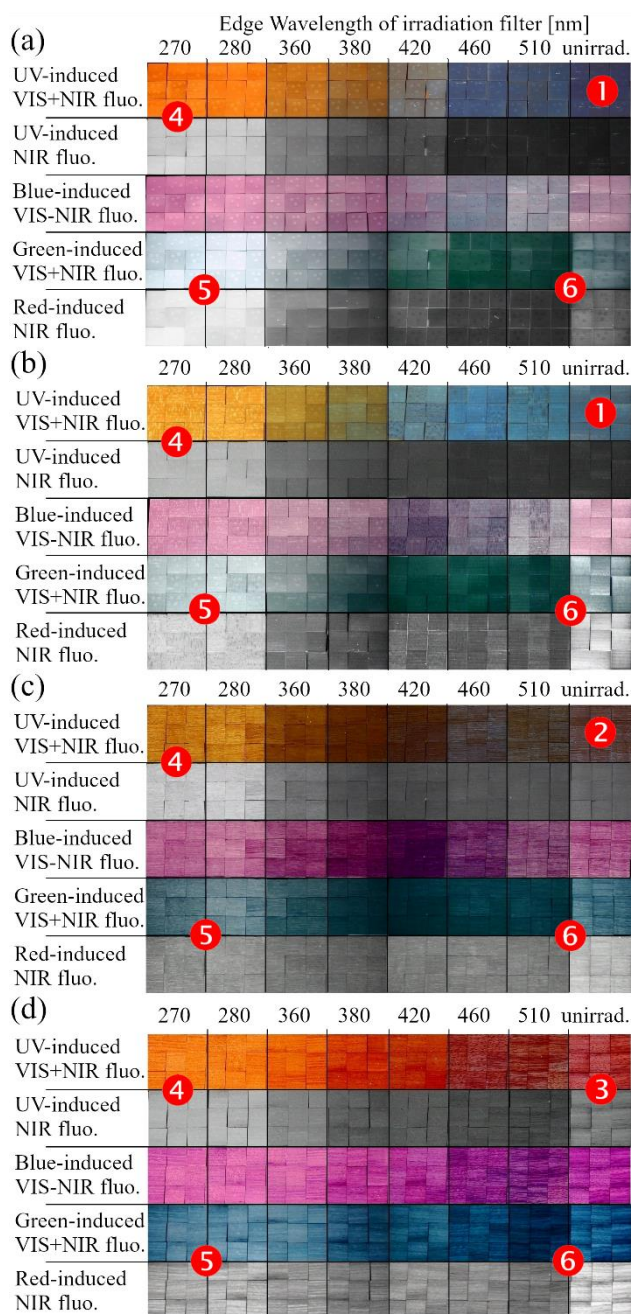 Edge Wavelength of irradiation filter [nm]
(a)
270 280 360 380 420 460 510 unirrad.
UV-induced
VIS+NIR fluo.
1
4
UV-induced
NIR fluo.
Blue-induced
VIS-NIR fluo.
Green-induced
VIS+NIR fluo.
5 6
Red-induced
NIR fluo.
(b)
270 280 360 380 420 460 510 unirrad.
UV-induced
VIS+NIR fluo.
1
4
UV-induced
NIR fluo.
Blue-induced
VIS-NIR fluo.
Green-induced
VIS+NIR fluo.
5 6
Red-induced
NIR fluo.
(c)
270 280 360 380 420 460 510 unirrad.
UV-induced
VIS+NIR fluo.
2
4
UV-induced
NIR fluo.
Blue-induced
VIS-NIR fluo.
Green-induced
VIS+NIR fluo.
5 6
Red-induced
NIR fluo.
(d)
270 280 360 380 420 460 510 unirrad.
UV-induced
VIS+NIR fluo.
4 3
UV-induced
NIR fluo.
Blue-induced
VIS-NIR fluo.
Green-induced
VIS+NIR fluo.
5 6
Red-induced
NIR fluo.